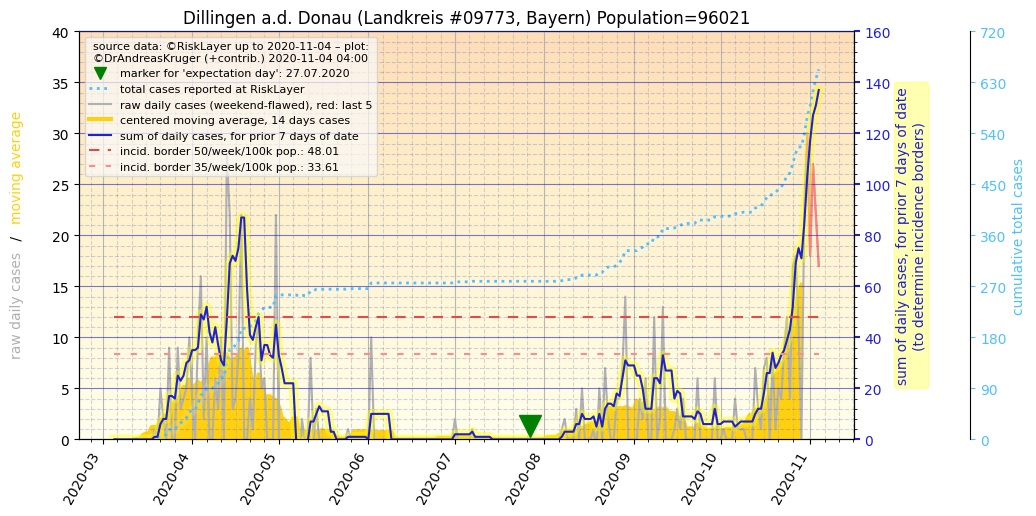 Dillingen a.d. Donau (Landkreis #09773, Bayern) Population=96021
source data: ©RiskLayer up to 2020-11-04 – plot:
©DrAndreasKruger (+contrib.) 2020-11-04 04:00
marker for 'expectation day': 27.07.2020
total cases reported at RiskLayer
raw daily cases (weekend-flawed), red: last 5
centered moving average, 14 days cases
sum of daily cases, for prior 7 days of date
incid. border 50/week/100k pop.: 48.01
incid. border 35/week/100k pop.: 33.61
raw daily cases / moving average
40
35
30
25
20
15
10
5
0
2020-03
2020-04
2020-05
2020-06
2020-07
2020-08
2020-09
2020-10
2020-11
160
140
120
100
80
60
40
20
0
sum of daily cases, for prior 7 days of date
(to determine incidence borders)
720
630
540
450
360
270
180
90
0
cumulative total cases